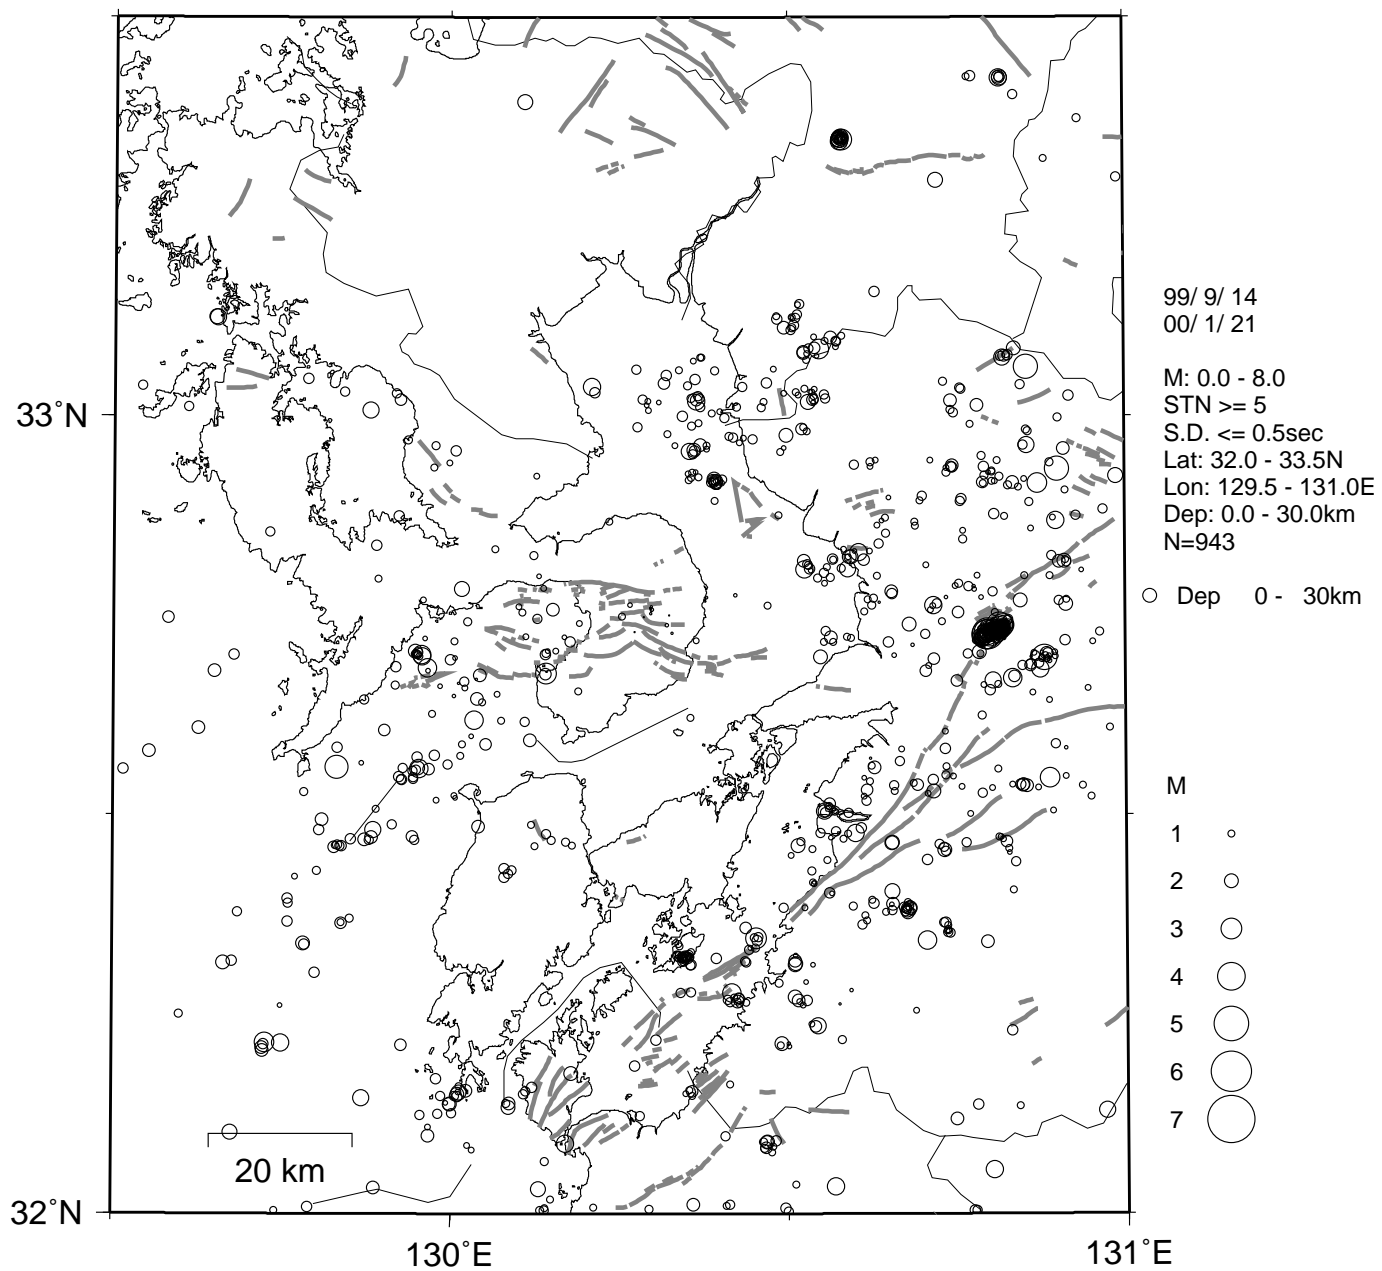 99/ 9/ 14
00/ 1/ 21
M: 0.0 - 8.0
STN >= 5
S.D. <= 0.5sec
Lat: 32.0 - 33.5N
Lon: 129.5 - 131.0E
Dep: 0.0 - 30.0km
N=943
Dep 0 - 30km
M
1
2
3
4
5
6
7
33˚N
32˚N
20 km
130˚E
131˚E